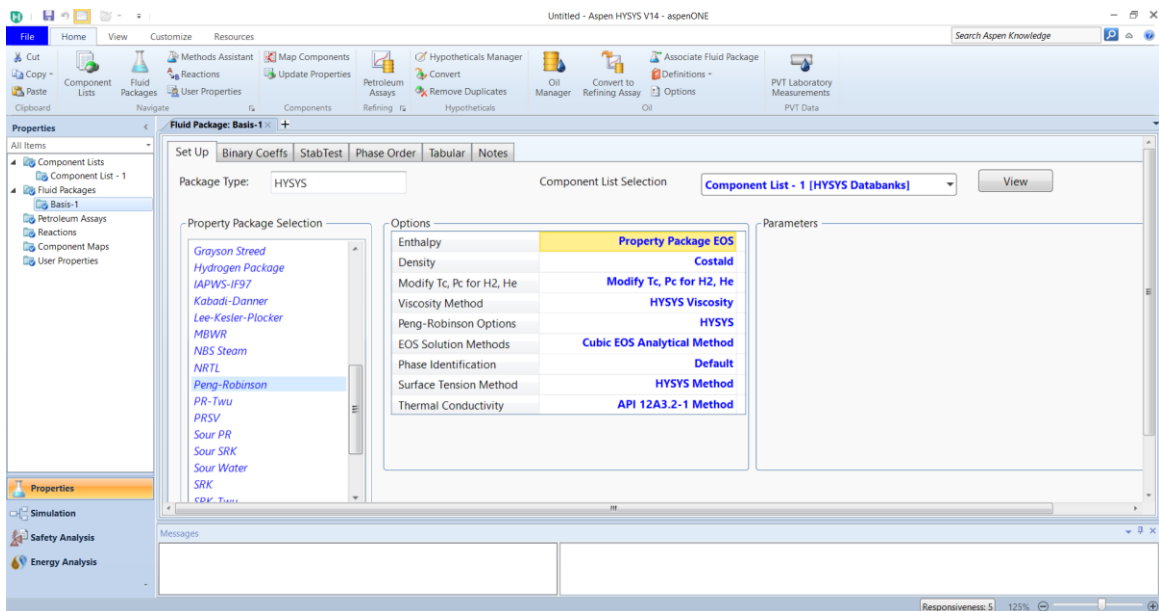 Untitled - Aspen HYSYS V14 - aspenONE
File Home View Customize Resources Search Aspen Knowledge
Cut
Copy
Paste
Clipboard
Component Lists
Fluid Packages
Methods Assistant
Reactions
User Properties
Navigate
Map Components
Update Properties
Components
Petroleum Assays
Refining
Hypotheticals Manager
Convert
Remove Duplicates
Hypotheticals
Oil Manager
Convert to Refining Assay
Associate Fluid Package
Definitions
Options
Oil
PVT Laboratory Measurements
PVT Data
Properties
All Items
Component Lists
Component List - 1
Fluid Packages
Basis-1
Petroleum Assays
Reactions
Component Maps
User Properties
Properties
Simulation
Safety Analysis
Energy Analysis
Fluid Package: Basis-1
Set Up Binary Coeffs StabTest Phase Order Tabular Notes
Package Type: HYSYS Component List Selection Component List - 1 [HYSYS Databanks] View
Property Package Selection
Grayson Streed
Hydrogen Package
IAPWS-IF97
Kabadi-Danner
Lee-Kesler-Plocker
MBWR
NBS Steam
NRTL
Peng-Robinson
PR-Twu
PRSV
Sour PR
Sour SRK
Sour Water
SRK
SRK-Twu
Options
Enthalpy Property Package EOS
Density Costald
Modify Tc, Pc for H2, He Modify Tc, Pc for H2, He
Viscosity Method HYSYS Viscosity
Peng-Robinson Options HYSYS
EOS Solution Methods Cubic EOS Analytical Method
Phase Identification Default
Surface Tension Method HYSYS Method
Thermal Conductivity API 12A3.2-1 Method
Parameters
Messages
Responsiveness: 5 125%